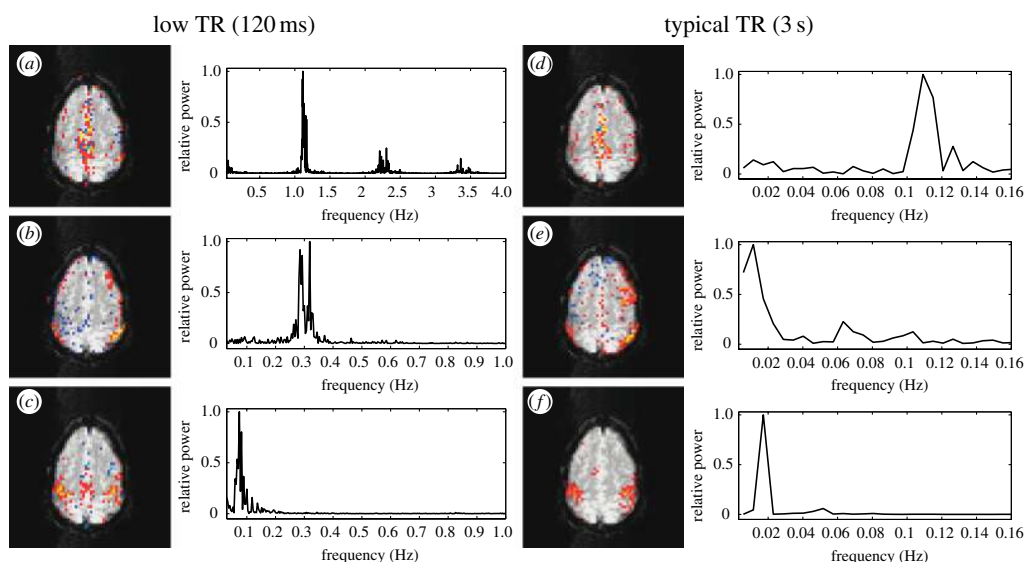 low TR (120 ms)
typical TR (3 s)
(a)
relative power
1.0
0.5
0
0.5 1.0 1.5 2.0 2.5 3.0 3.5 4.0
frequency (Hz)
(d)
relative power
1.0
0.5
0
0.02 0.04 0.06 0.08 0.1 0.12 0.14 0.16
frequency (Hz)
(b)
relative power
1.0
0.5
0
0.1 0.2 0.3 0.4 0.5 0.6 0.7 0.8 0.9 1.0
frequency (Hz)
(e)
relative power
1.0
0.5
0
0.02 0.04 0.06 0.08 0.1 0.12 0.14 0.16
frequency (Hz)
(c)
relative power
1.0
0.5
0
0.1 0.2 0.3 0.4 0.5 0.6 0.7 0.8 0.9 1.0
frequency (Hz)
(f)
relative power
1.0
0.5
0
0.02 0.04 0.06 0.08 0.1 0.12 0.14 0.16
frequency (Hz)